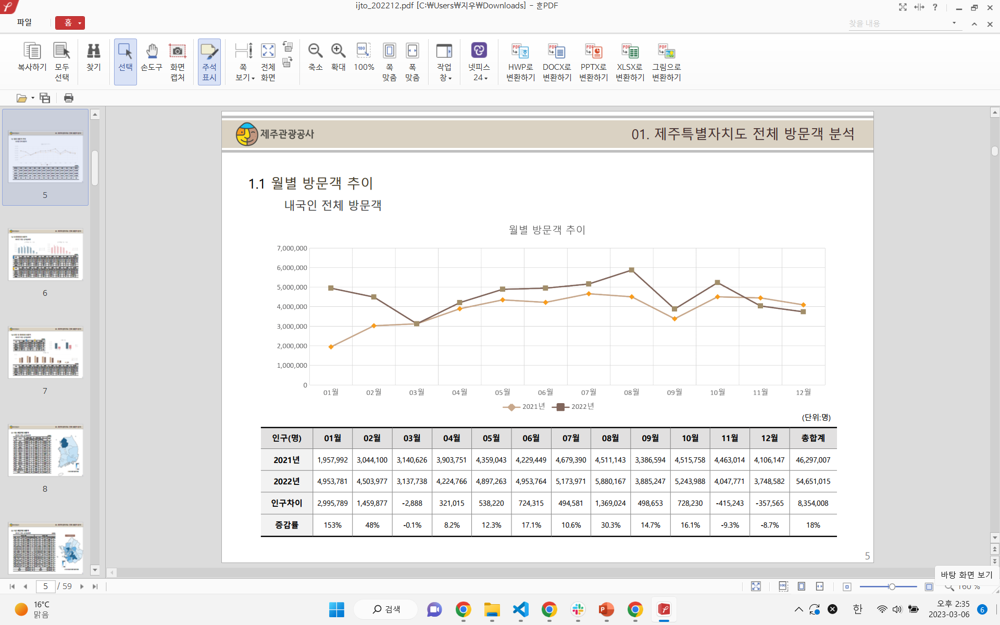 ijto_202212.pdf [C:₩Users₩지우₩Downloads] - 훈PDF
파일
홈
찾을 내용
복사하기
모두 선택
찾기
선택
손도구
화면 캡처
주석 표시
쪽 보기
전체 화면
축소
확대
100%
쪽 맞춤
폭 맞춤
작업 창
넷피스 24
HWP로 변환하기
DOCX로 변환하기
PPTX로 변환하기
XLSX로 변환하기
그림으로 변환하기
5
6
7
8
제주관광공사
01. 제주특별자치도 전체 방문객 분석
1.1 월별 방문객 추이
내국인 전체 방문객
월별 방문객 추이
7,000,000
6,000,000
5,000,000
4,000,000
3,000,000
2,000,000
1,000,000
0
01월 02월 03월 04월 05월 06월 07월 08월 09월 10월 11월 12월
2021년 2022년
(단위:명)
인구(명) 01월 02월 03월 04월 05월 06월 07월 08월 09월 10월 11월 12월 총합계
2021년 1,957,992 3,044,100 3,140,626 3,903,751 4,359,043 4,229,449 4,679,390 4,511,143 3,386,594 4,515,758 4,463,014 4,106,147 46,297,007
2022년 4,953,781 4,503,977 3,137,738 4,224,766 4,897,263 4,953,764 5,173,971 5,880,167 3,885,247 5,243,988 4,047,771 3,748,582 54,651,015
인구차이 2,995,789 1,459,877 -2,888 321,015 538,220 724,315 494,581 1,369,024 498,653 728,230 -415,243 -357,565 8,354,008
증감률 153% 48% -0.1% 8.2% 12.3% 17.1% 10.6% 30.3% 14.7% 16.1% -9.3% -8.7% 18%
5
바탕 화면 보기
5 / 59
160 %
16°C
맑음
검색
한
오후 2:35
2023-03-06
6